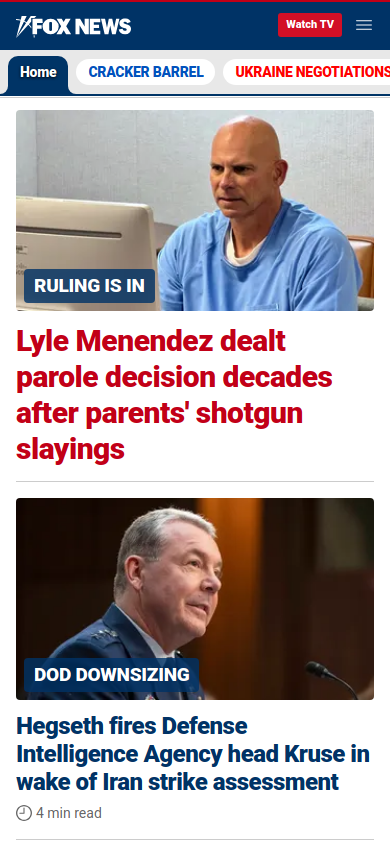 FOX NEWS
Watch TV
Home
CRACKER BARREL
UKRAINE NEGOTIATIONS
RULING IS IN
Lyle Menendez dealt
parole decision decades
after parents' shotgun
slayings
DOD DOWNSIZING
Hegseth fires Defense
Intelligence Agency head Kruse in
wake of Iran strike assessment
4 min read